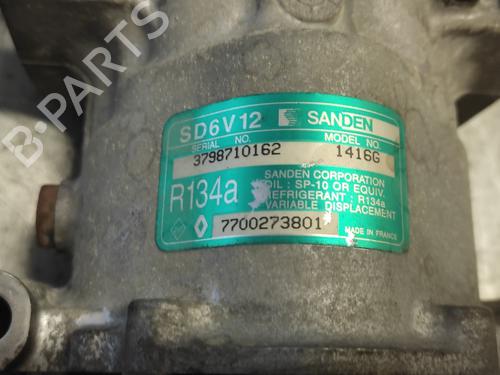 B-PARTS
SD6V12 SANDEN
SERIAL NO. MODEL NO.
3798710162 1416G
SANDEN CORPORATION
R134a OIL : SP-10 OR EQUIV.
REFRIGERANT : R134a
VARIABLE DISPLACEMENT
7700273801 MADE IN FRANCE